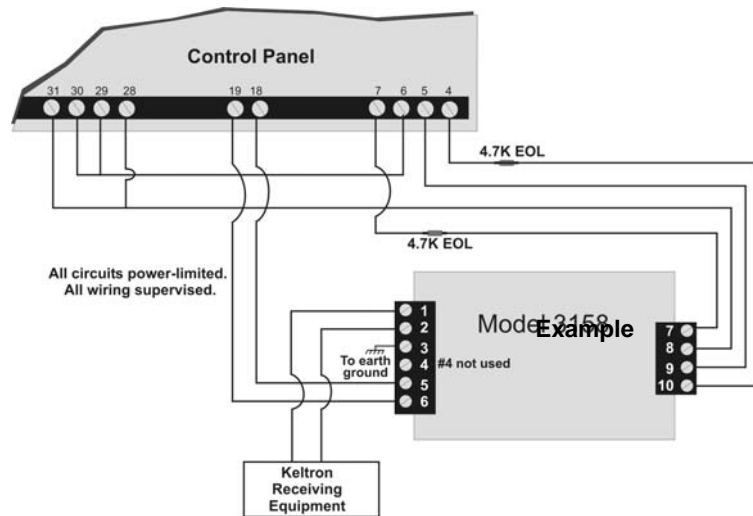 Control Panel
31 30 29 28 19 18 7 6 5 4
4.7K EOL
4.7K EOL
All circuits power-limited.
All wiring supervised.
1
2
3
4
5
6
To earth
ground
#4 not used
Model 3158
Example
7
8
9
10
Keltron
Receiving
Equipment